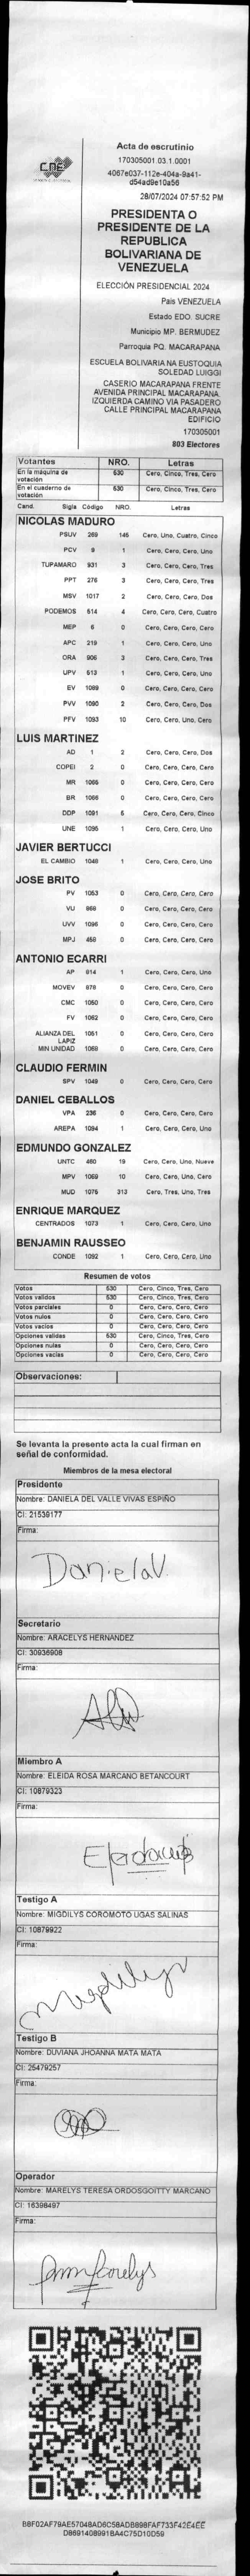 CNE
Acta de escrutinio
170305001.03.1.0001
4067e037-112e-404a-9a41-
d54ad9e10a56
28/07/2024 07:57:52 PM
PRESIDENTA O
PRESIDENTE DE LA
REPUBLICA
BOLIVARIANA DE
VENEZUELA
ELECCIÓN PRESIDENCIAL 2024
Pais VENEZUELA
Estado EDO. SUCRE
Municipio MP. BERMUDEZ
Parroquia PQ. MACARAPANA
ESCUELA BOLIVARIA NA EUSTOQUIA
SOLEDAD LUIGGI
CASERIO MACARAPANA FRENTE
AVENIDA PRINCIPAL MACARAPANA.
IZQUIERDA CAMINO VIA PASADERO
CALLE PRINCIPAL MACARAPANA
EDIFICIO
170305001
803 Electores
Votantes NRO. Letras
En la máquina de votación 530 Cero, Cinco, Tres, Cero
En el cuaderno de votación 530 Cero, Cinco, Tres, Cero
Cand. Sigla Código NRO. Letras
NICOLAS MADURO
PSUV 269 145 Cero, Uno, Cuatro, Cinco
PCV 9 1 Cero, Cero, Cero, Uno
TUPAMARO 931 3 Cero, Cero, Cero, Tres
PPT 276 3 Cero, Cero, Cero, Tres
MSV 1017 2 Cero, Cero, Cero, Dos
PODEMOS 514 4 Cero, Cero, Cero, Cuatro
MEP 6 0 Cero, Cero, Cero, Cero
APC 219 1 Cero, Cero, Cero, Uno
ORA 906 3 Cero, Cero, Cero, Tres
UPV 513 1 Cero, Cero, Cero, Uno
EV 1089 0 Cero, Cero, Cero, Cero
PVV 1090 2 Cero, Cero, Cero, Dos
PFV 1093 10 Cero, Cero, Uno, Cero
LUIS MARTINEZ
AD 1 2 Cero, Cero, Cero, Dos
COPEI 2 0 Cero, Cero, Cero, Cero
MR 1065 0 Cero, Cero, Cero, Cero
BR 1066 0 Cero, Cero, Cero, Cero
DDP 1091 5 Cero, Cero, Cero, Cinco
UNE 1095 1 Cero, Cero, Cero, Uno
JAVIER BERTUCCI
EL CAMBIO 1048 1 Cero, Cero, Cero, Uno
JOSE BRITO
PV 1053 0 Cero, Cero, Cero, Cero
VU 868 0 Cero, Cero, Cero, Cero
UVV 1096 0 Cero, Cero, Cero, Cero
MPJ 458 0 Cero, Cero, Cero, Cero
ANTONIO ECARRI
AP 914 1 Cero, Cero, Cero, Uno
MOVEV 978 0 Cero, Cero, Cero, Cero
CMC 1050 0 Cero, Cero, Cero, Cero
FV 1062 0 Cero, Cero, Cero, Cero
ALIANZA DEL LAPIZ 1051 0 Cero, Cero, Cero, Cero
MIN UNIDAD 1069 0 Cero, Cero, Cero, Cero
CLAUDIO FERMIN
SPV 1049 0 Cero, Cero, Cero, Cero
DANIEL CEBALLOS
VPA 236 0 Cero, Cero, Cero, Cero
AREPA 1094 1 Cero, Cero, Cero, Uno
EDMUNDO GONZALEZ
UNTC 460 19 Cero, Cero, Uno, Nueve
MPV 1059 10 Cero, Cero, Uno, Cero
MUD 1075 313 Cero, Tres, Uno, Tres
ENRIQUE MARQUEZ
CENTRADOS 1073 1 Cero, Cero, Cero, Uno
BENJAMIN RAUSSEO
CONDE 1092 1 Cero, Cero, Cero, Uno
Resumen de votos
Votos 530 Cero, Cinco, Tres, Cero
Votos validos 530 Cero, Cinco, Tres, Cero
Votos parciales 0 Cero, Cero, Cero, Cero
Votos nulos 0 Cero, Cero, Cero, Cero
Votos vacios 0 Cero, Cero, Cero, Cero
Opciones validas 530 Cero, Cinco, Tres, Cero
Opciones nulas 0 Cero, Cero, Cero, Cero
Opciones vacias 0 Cero, Cero, Cero, Cero
Observaciones:
Se levanta la presente acta la cual firman en
señal de conformidad.
Miembros de la mesa electoral
Presidente
Nombre: DANIELA DEL VALLE VIVAS ESPIÑO
CI: 21539177
Firma:
DanielaV.
Secretario
Nombre: ARACELYS HERNANDEZ
CI: 30936908
Firma:
Miembro A
Nombre: ELEIDA ROSA MARCANO BETANCOURT
CI: 10879323
Firma:
Testigo A
Nombre: MIGDILYS COROMOTO UGAS SALINAS
CI: 10879922
Firma:
Migdilys
Testigo B
Nombre: DUVIANA JHOANNA MATA MATA
CI: 25479257
Firma:
Operador
Nombre: MARELYS TERESA ORDOSGOITTY MARCANO
CI: 16398497
Firma:
B8F02AF79AE57048AD6C5BADB898FAF733F42E4EE
D8691408991BA4C75D10D59